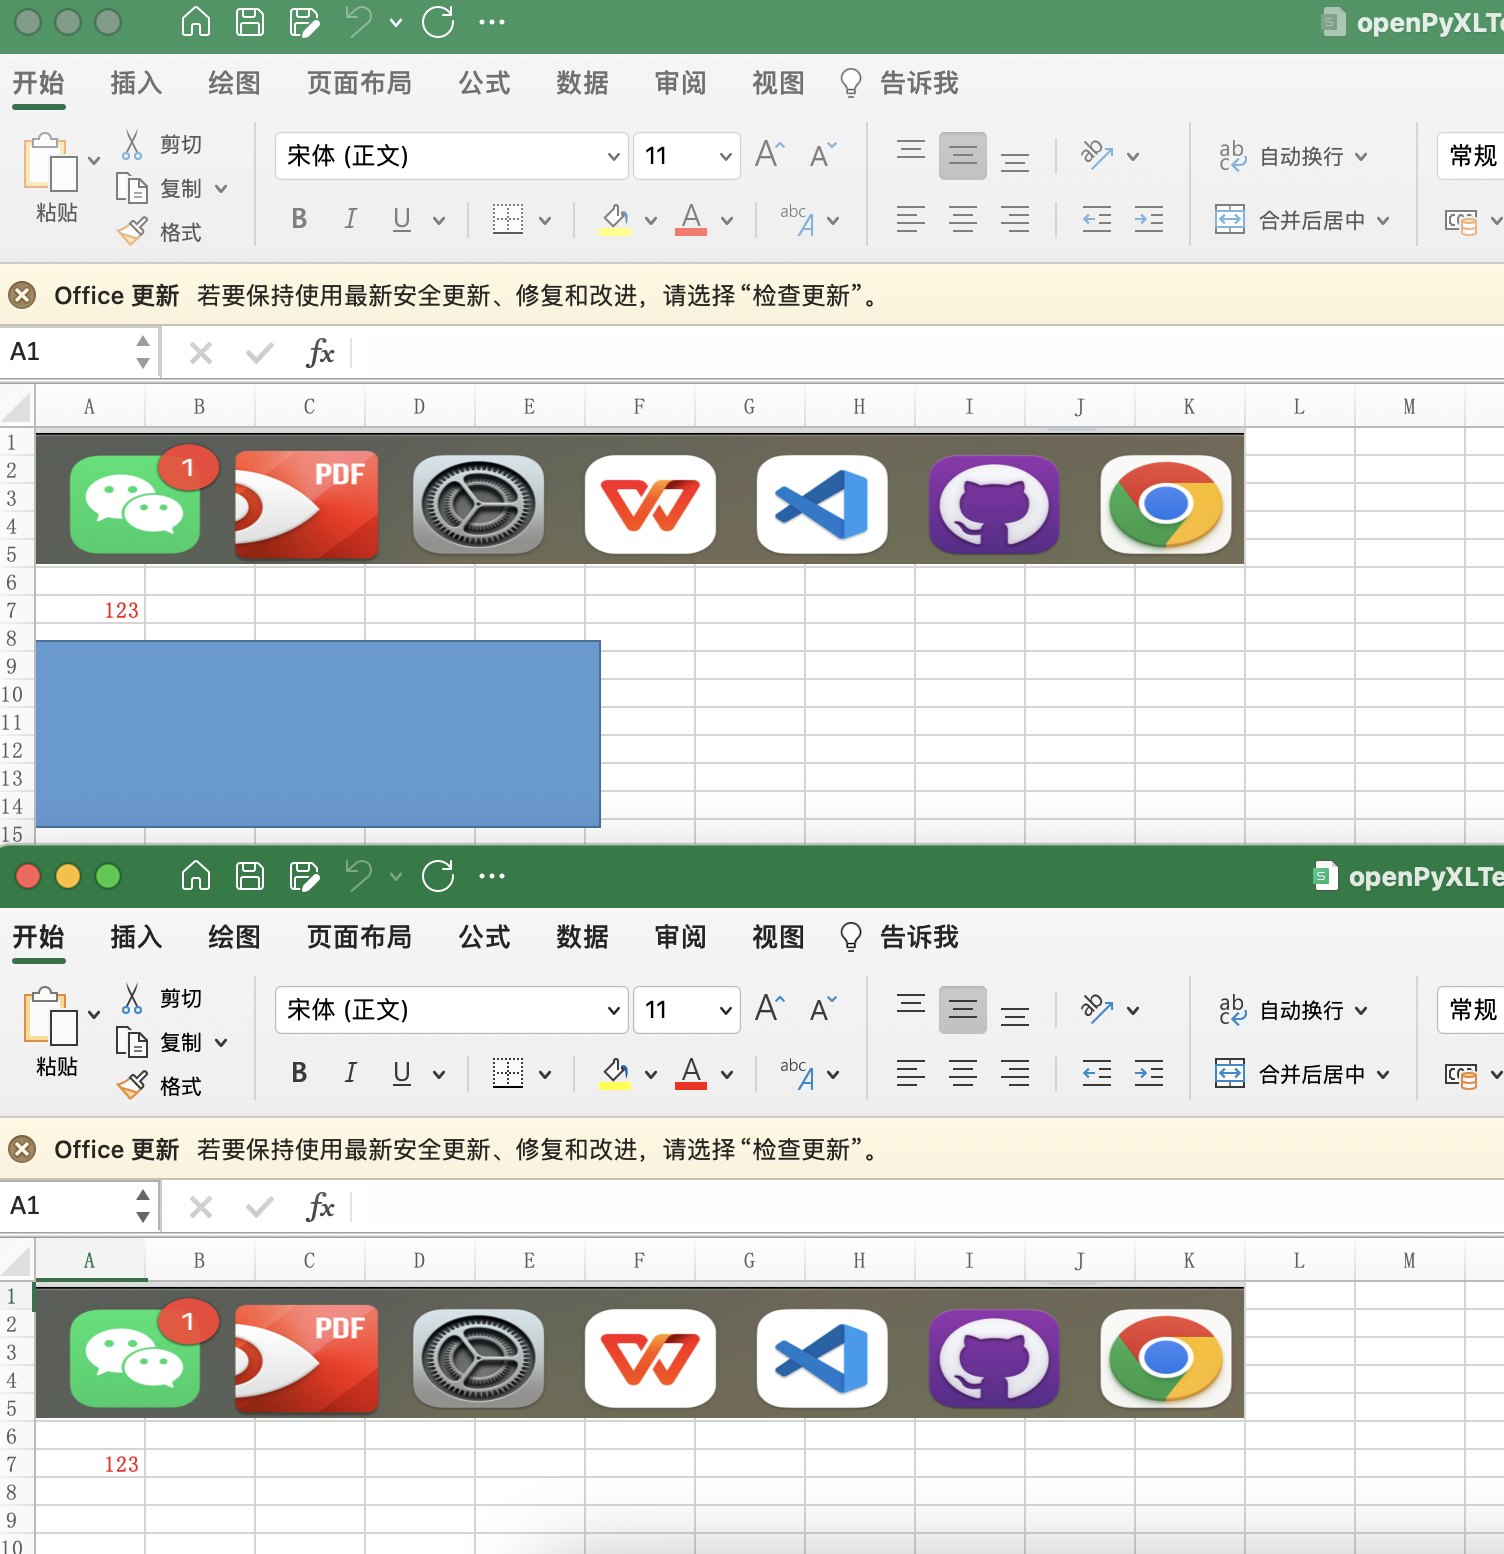 openPyXLTe
开始 插入 绘图 页面布局 公式 数据 审阅 视图 告诉我
剪切
宋体 (正文) 11 A A ab 自动换行 常规
复制
粘贴
格式
B I U A abc A 合并后居中
Office 更新 若要保持使用最新安全更新、修复和改进，请选择“检查更新”。
A1 fx
A B C D E F G H I J K L M
1
2
3
4
5
1 PDF
6
7 123
8
9
10
11
12
13
14
15
openPyXLTe
开始 插入 绘图 页面布局 公式 数据 审阅 视图 告诉我
剪切
宋体 (正文) 11 A A ab 自动换行 常规
复制
粘贴
格式
B I U A abc A 合并后居中
Office 更新 若要保持使用最新安全更新、修复和改进，请选择“检查更新”。
A1 fx
A B C D E F G H I J K L M
1
2
3
4
5
1 PDF
6
7 123
8
9
10